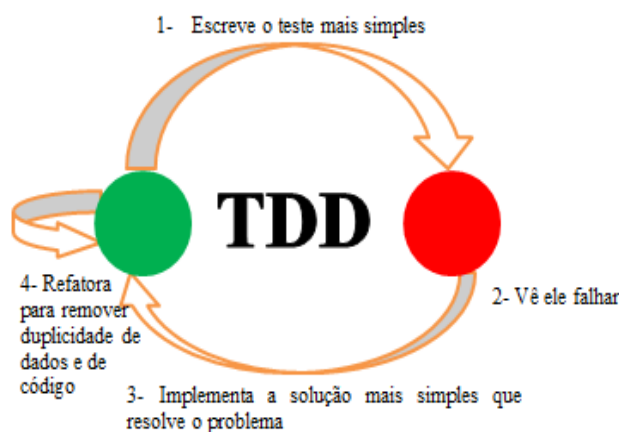 1- Escreve o teste mais simples
TDD
2- Vê ele falhar
4- Refatora
para remover
duplicidade de
dados e de
código
3- Implementa a solução mais simples que
resolve o problema